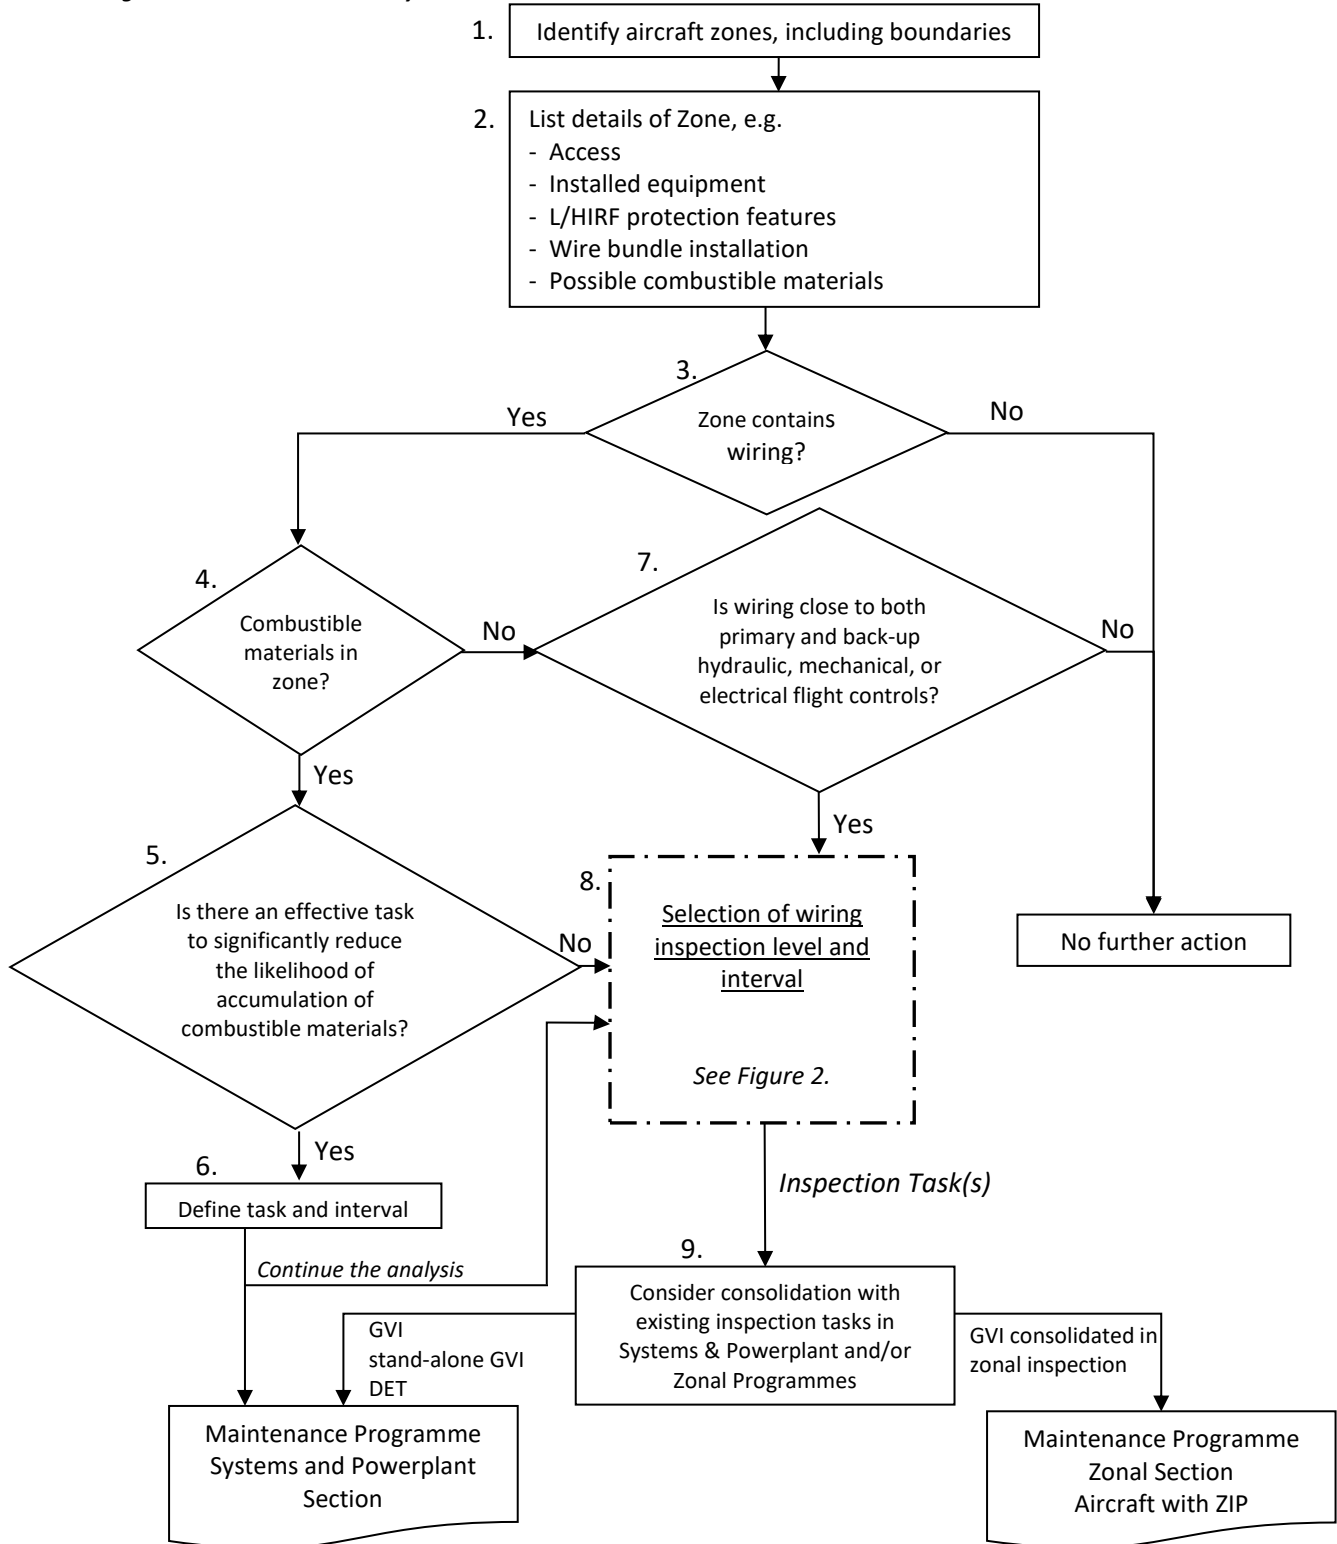 1.
Identify aircraft zones, including boundaries
2.
List details of Zone, e.g.
- Access
- Installed equipment
- L/HIRF protection features
- Wire bundle installation
- Possible combustible materials
3.
Zone contains
wiring?
Yes
No
4.
Combustible
materials in
zone?
No
Yes
7.
Is wiring close to both
primary and back-up
hydraulic, mechanical, or
electrical flight controls?
No
Yes
5.
Is there an effective task
to significantly reduce
the likelihood of
accumulation of
combustible materials?
No
Yes
8.
Selection of wiring
inspection level and
interval
See Figure 2.
No further action
6.
Define task and interval
Continue the analysis
Inspection Task(s)
9.
Consider consolidation with
existing inspection tasks in
Systems & Powerplant and/or
Zonal Programmes
GVI
stand-alone GVI
DET
GVI consolidated in
zonal inspection
Maintenance Programme
Systems and Powerplant
Section
Maintenance Programme
Zonal Section
Aircraft with ZIP